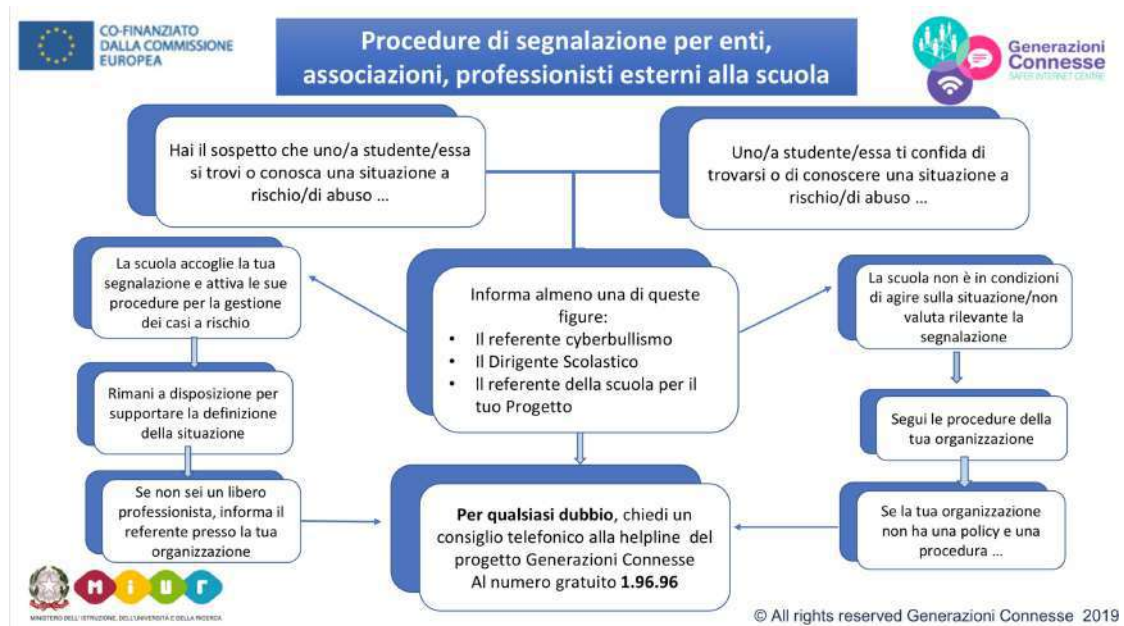 CO-FINANZIATO
DALLA COMMISSIONE
EUROPEA
Procedure di segnalazione per enti,
associazioni, professionisti esterni alla scuola
Generazioni
Connesse
SAFER INTERNET CENTRE
Hai il sospetto che uno/a studente/essa
si trovi o conosca una situazione a
rischio/di abuso ...
Uno/a studente/essa ti confida di
trovarsi o di conoscere una situazione a
rischio/di abuso ...
La scuola accoglie la tua
segnalazione e attiva le sue
procedure per la gestione
dei casi a rischio
Informa almeno una di queste
figure:
• Il referente cyberbullismo
• Il Dirigente Scolastico
• Il referente della scuola per il
tuo Progetto
La scuola non è in condizioni
di agire sulla situazione/non
valuta rilevante la
segnalazione
Rimani a disposizione per
supportare la definizione
della situazione
Segui le procedure della
tua organizzazione
Se non sei un libero
professionista, informa il
referente presso la tua
organizzazione
Per qualsiasi dubbio, chiedi un
consiglio telefonico alla helpline del
progetto Generazioni Connesse
Al numero gratuito 1.96.96
Se la tua organizzazione
non ha una policy e una
procedura ...
MIUR
MINISTERO DELL'ISTRUZIONE, DELL'UNIVERSITÀ E DELLA RICERCA
© All rights reserved Generazioni Connesse 2019